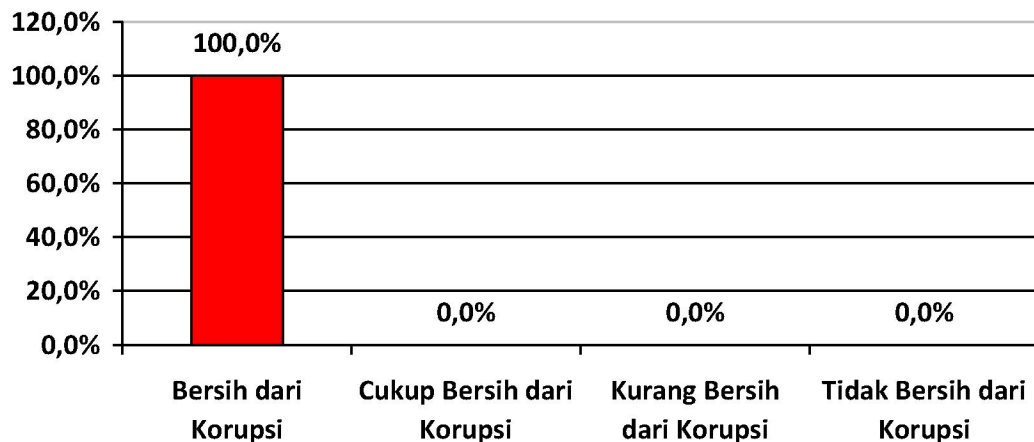 120,0%
100,0%
80,0%
60,0%
40,0%
20,0%
0,0%
100,0%
0,0%
0,0%
0,0%
Bersih dari
Korupsi
Cukup Bersih dari
Korupsi
Kurang Bersih
dari Korupsi
Tidak Bersih dari
Korupsi